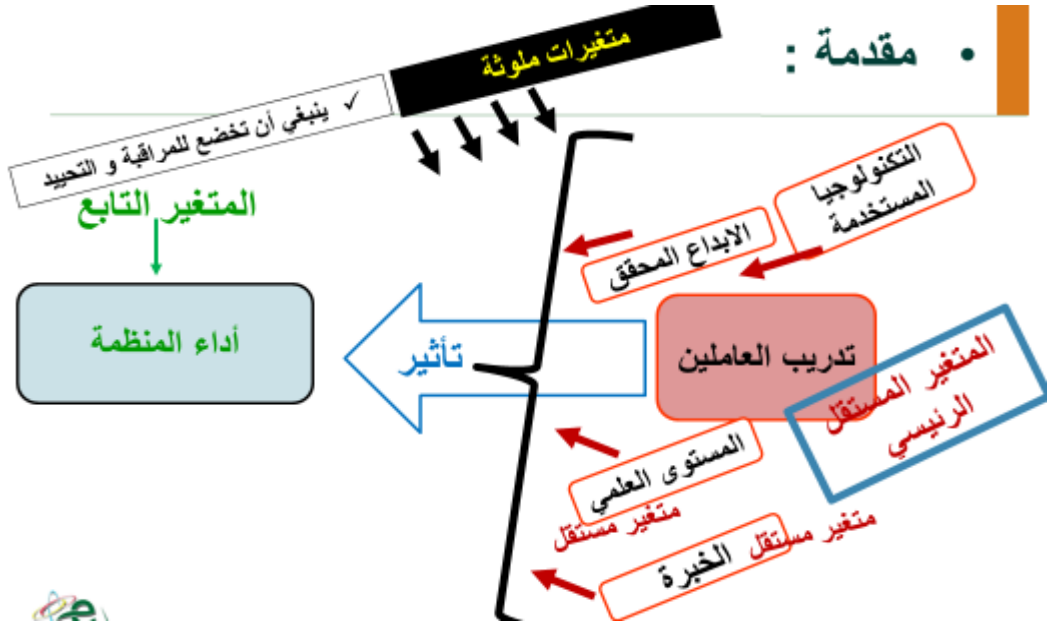 • مقدمة :
متغيرات ملوثة
✓ ينبغي أن تخضع للمراقبة و التحييد
المتغير التابع
التكنولوجيا
المستخدمة
الابداع المحقق
أداء المنظمة
تأثير
تدريب العاملين
المتغير المستقل
الرئيسي
المستوى العلمي
متغير مستقل
الخبرة
متغير مستقل